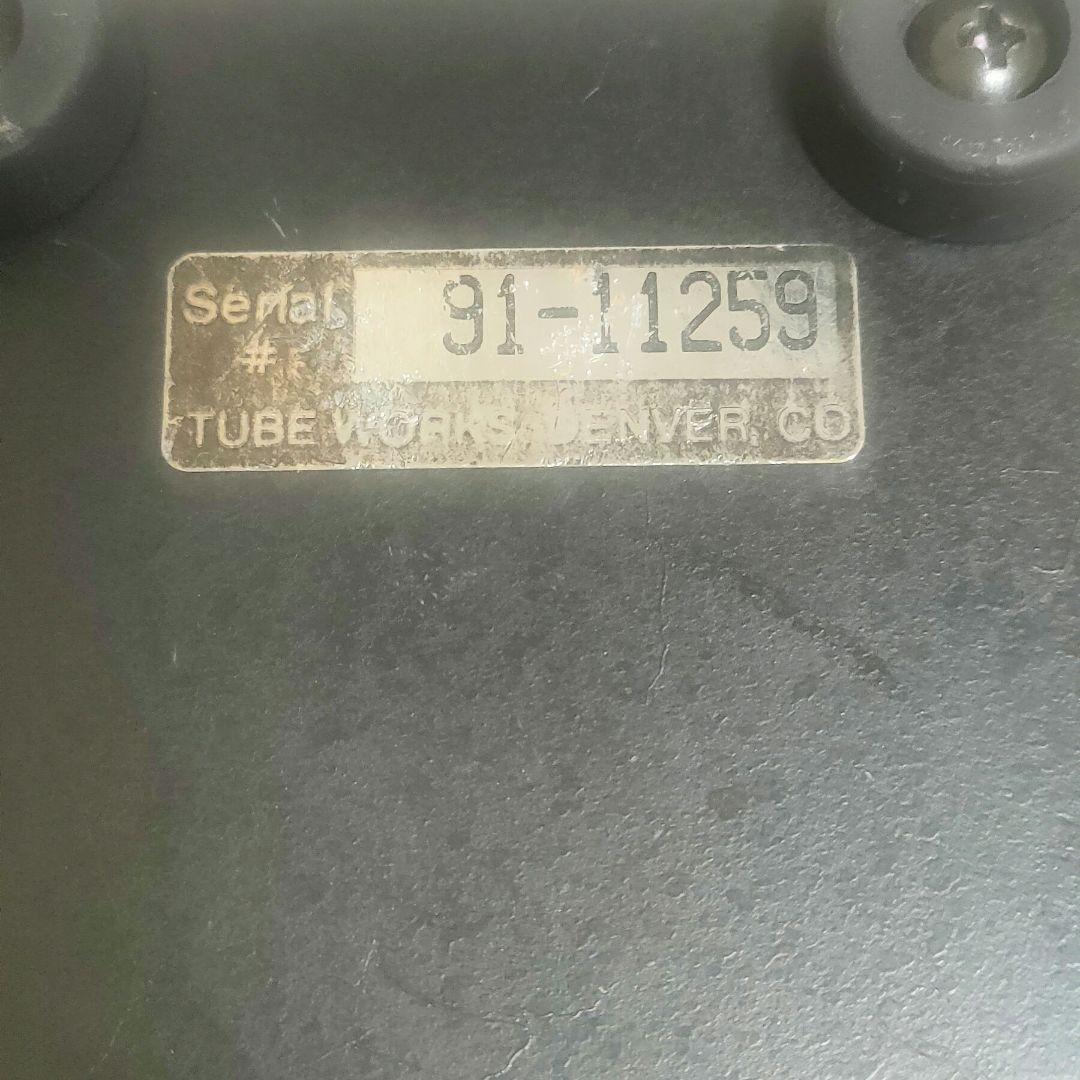 Serial 91-11259
#
TUBE WORKS, DENVER, CO